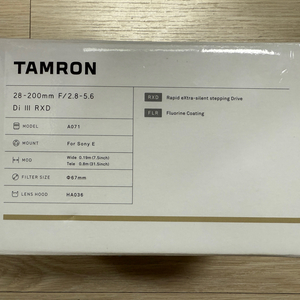 TAMRON
28-200mm F/2.8-5.6
Di III RXD
MODEL A071
MOUNT For Sony E
MOD Wide 0.19m (7.5inch)
Tele 0.8m (31.5inch)
FILTER SIZE Φ67mm
LENS HOOD HA036
RXD Rapid eXtra-silent stepping Drive
FLR Fluorine Coating